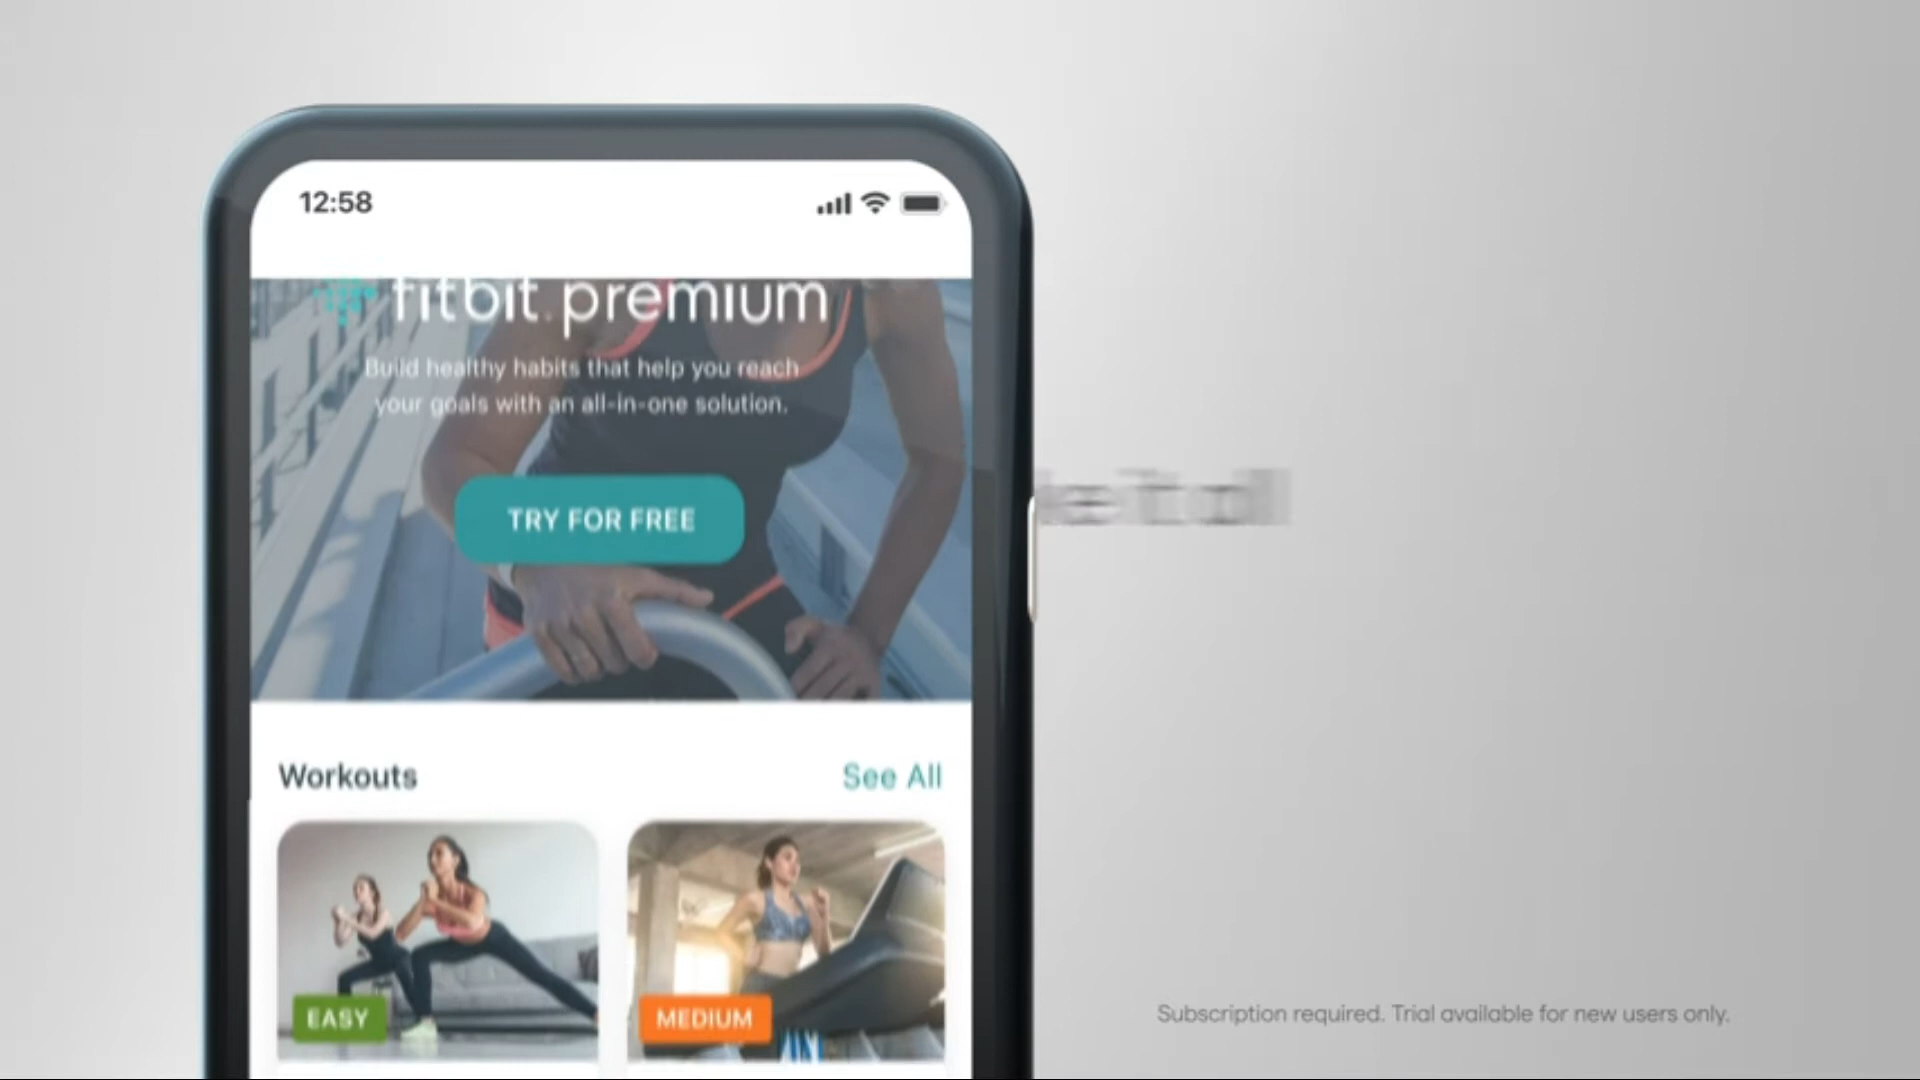 12:58
fitbit premium
Build healthy habits that help you reach
your goals with an all-in-one solution.
TRY FOR FREE
Workouts
See All
EASY
MEDIUM
Subscription required. Trial available for new users only.